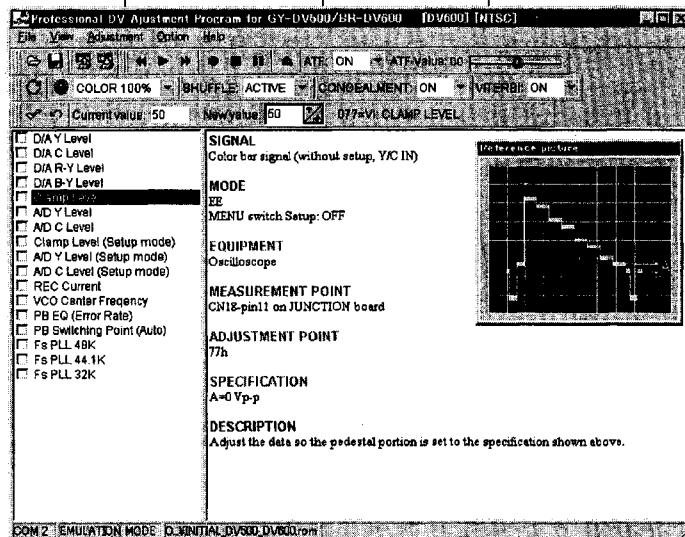 Professional DV Ajustment Program for GY-DV500/BR-DV600 [DV600] [NTSC]
File View Adjustment Option Help
ATF: ON ATF-Value: 00
COLOR 100% SHUFFLE: ACTIVE CONCEALMENT: ON VITERBI: ON
Current value: 50 New value: 50 077=VI: CLAMP LEVEL
D/A Y Level
D/A C Level
D/A R-Y Level
D/A B-Y Level
Clamp Level
A/D Y Level
A/D C Level
Clamp Level (Setup mode)
A/D Y Level (Setup mode)
A/D C Level (Setup mode)
REC Current
VCO Center Freqency
PB EQ (Error Rate)
PB Switching Point (Auto)
Fs PLL 48K
Fs PLL 44.1K
Fs PLL 32K
SIGNAL
Color bar signal (without setup, Y/C IN)
MODE
EE
MENU switch Setup: OFF
EQUIPMENT
Oscilloscope
MEASUREMENT POINT
CN18-pin11 on JUNCTION board
ADJUSTMENT POINT
77h
SPECIFICATION
A=0 Vp-p
DESCRIPTION
Adjust the data so the pedestal portion is set to the specification shown above.
Reference picture
COM 2 EMULATION MODE